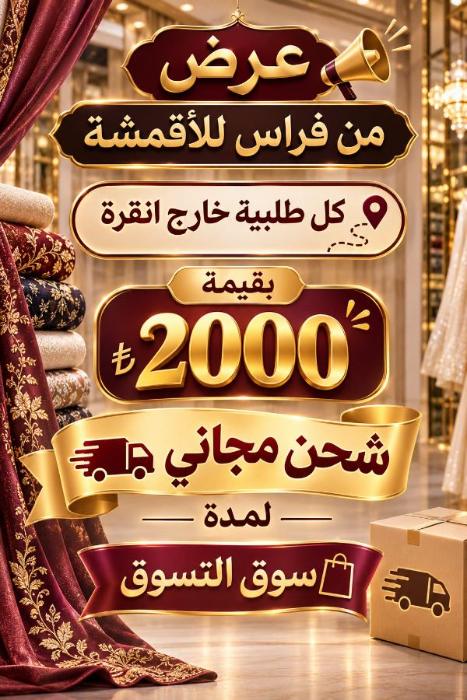 عرض
من فراس للأقمشة
كل طلبية خارج انقرة
بقيمة
₺2000
شحن مجاني
لمدة
سوق التسوق